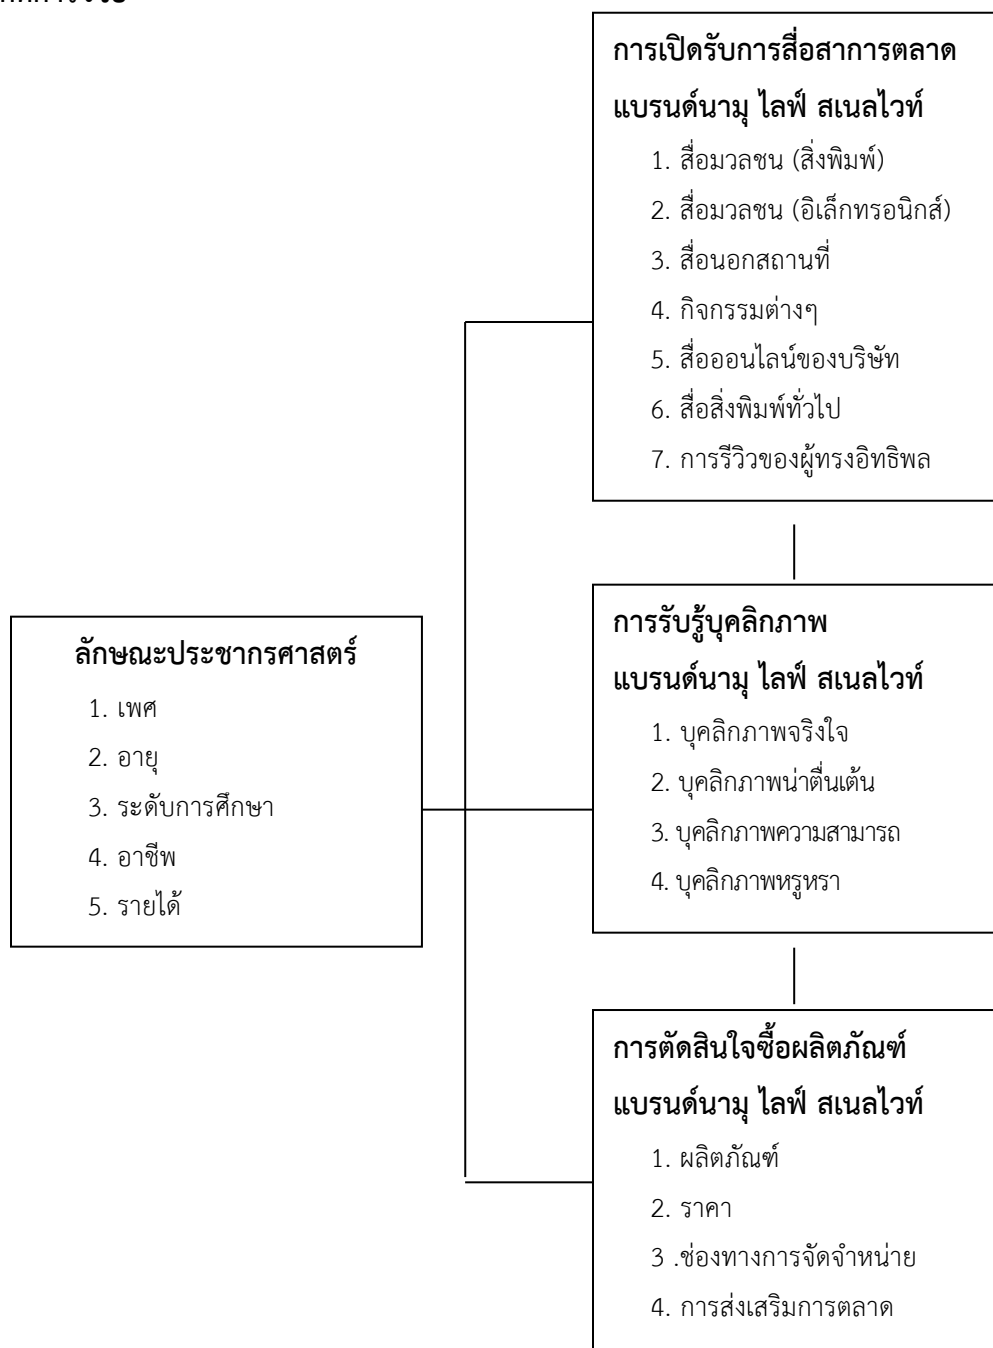 การเปิดรับการสื่อสาการตลาด
แบรนด์นามุ ไลฟ์ สเนลไวท์
1. สื่อมวลชน (สิ่งพิมพ์)
2. สื่อมวลชน (อิเล็กทรอนิกส์)
3. สื่อนอกสถานที่
4. กิจกรรมต่างๆ
5. สื่อออนไลน์ของบริษัท
6. สื่อสิ่งพิมพ์ทั่วไป
7. การรีวิวของผู้ทรงอิทธิพล
ลักษณะประชากรศาสตร์
1. เพศ
2. อายุ
3. ระดับการศึกษา
4. อาชีพ
5. รายได้
การรับรู้บุคลิกภาพ
แบรนด์นามุ ไลฟ์ สเนลไวท์
1. บุคลิกภาพจริงใจ
2. บุคลิกภาพน่าตื่นเต้น
3. บุคลิกภาพความสามารถ
4. บุคลิกภาพหรูหรา
การตัดสินใจซื้อผลิตภัณฑ์
แบรนด์นามุ ไลฟ์ สเนลไวท์
1. ผลิตภัณฑ์
2. ราคา
3 .ช่องทางการจัดจำหน่าย
4. การส่งเสริมการตลาด